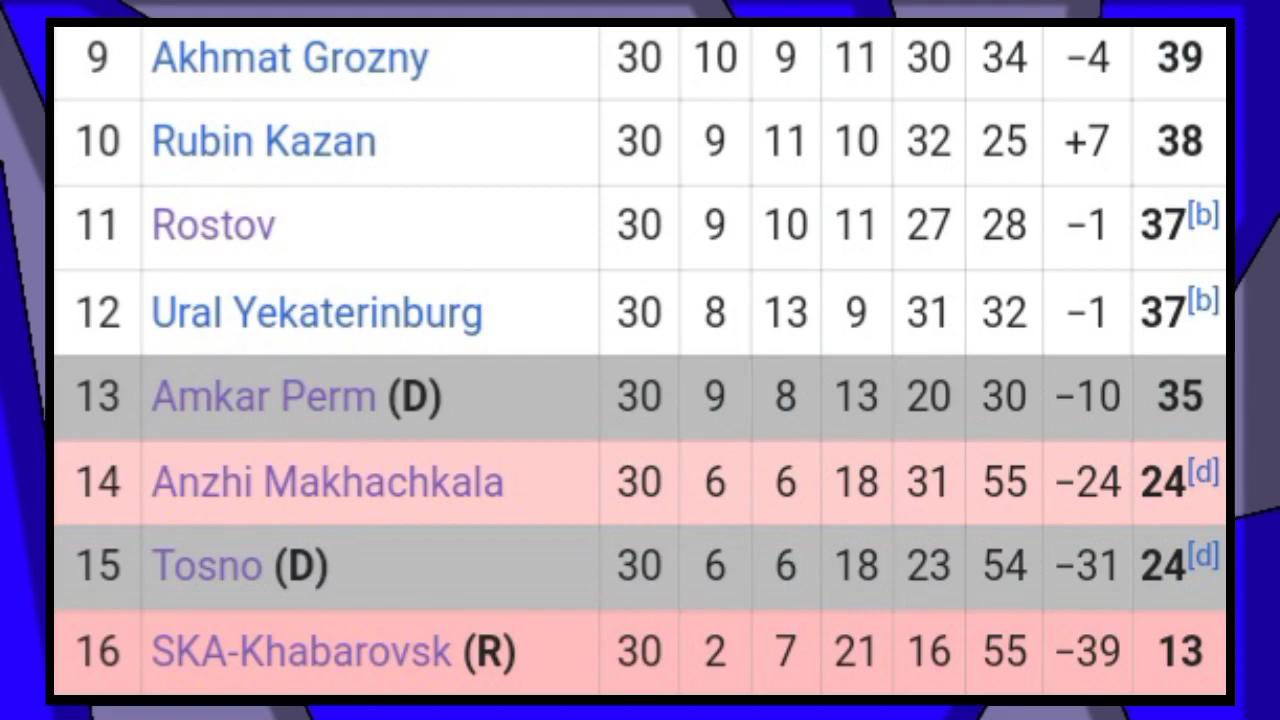 9 Akhmat Grozny 30 10 9 11 30 34 −4 39
10 Rubin Kazan 30 9 11 10 32 25 +7 38
11 Rostov 30 9 10 11 27 28 −1 37[b]
12 Ural Yekaterinburg 30 8 13 9 31 32 −1 37[b]
13 Amkar Perm (D) 30 9 8 13 20 30 −10 35
14 Anzhi Makhachkala 30 6 6 18 31 55 −24 24[d]
15 Tosno (D) 30 6 6 18 23 54 −31 24[d]
16 SKA-Khabarovsk (R) 30 2 7 21 16 55 −39 13